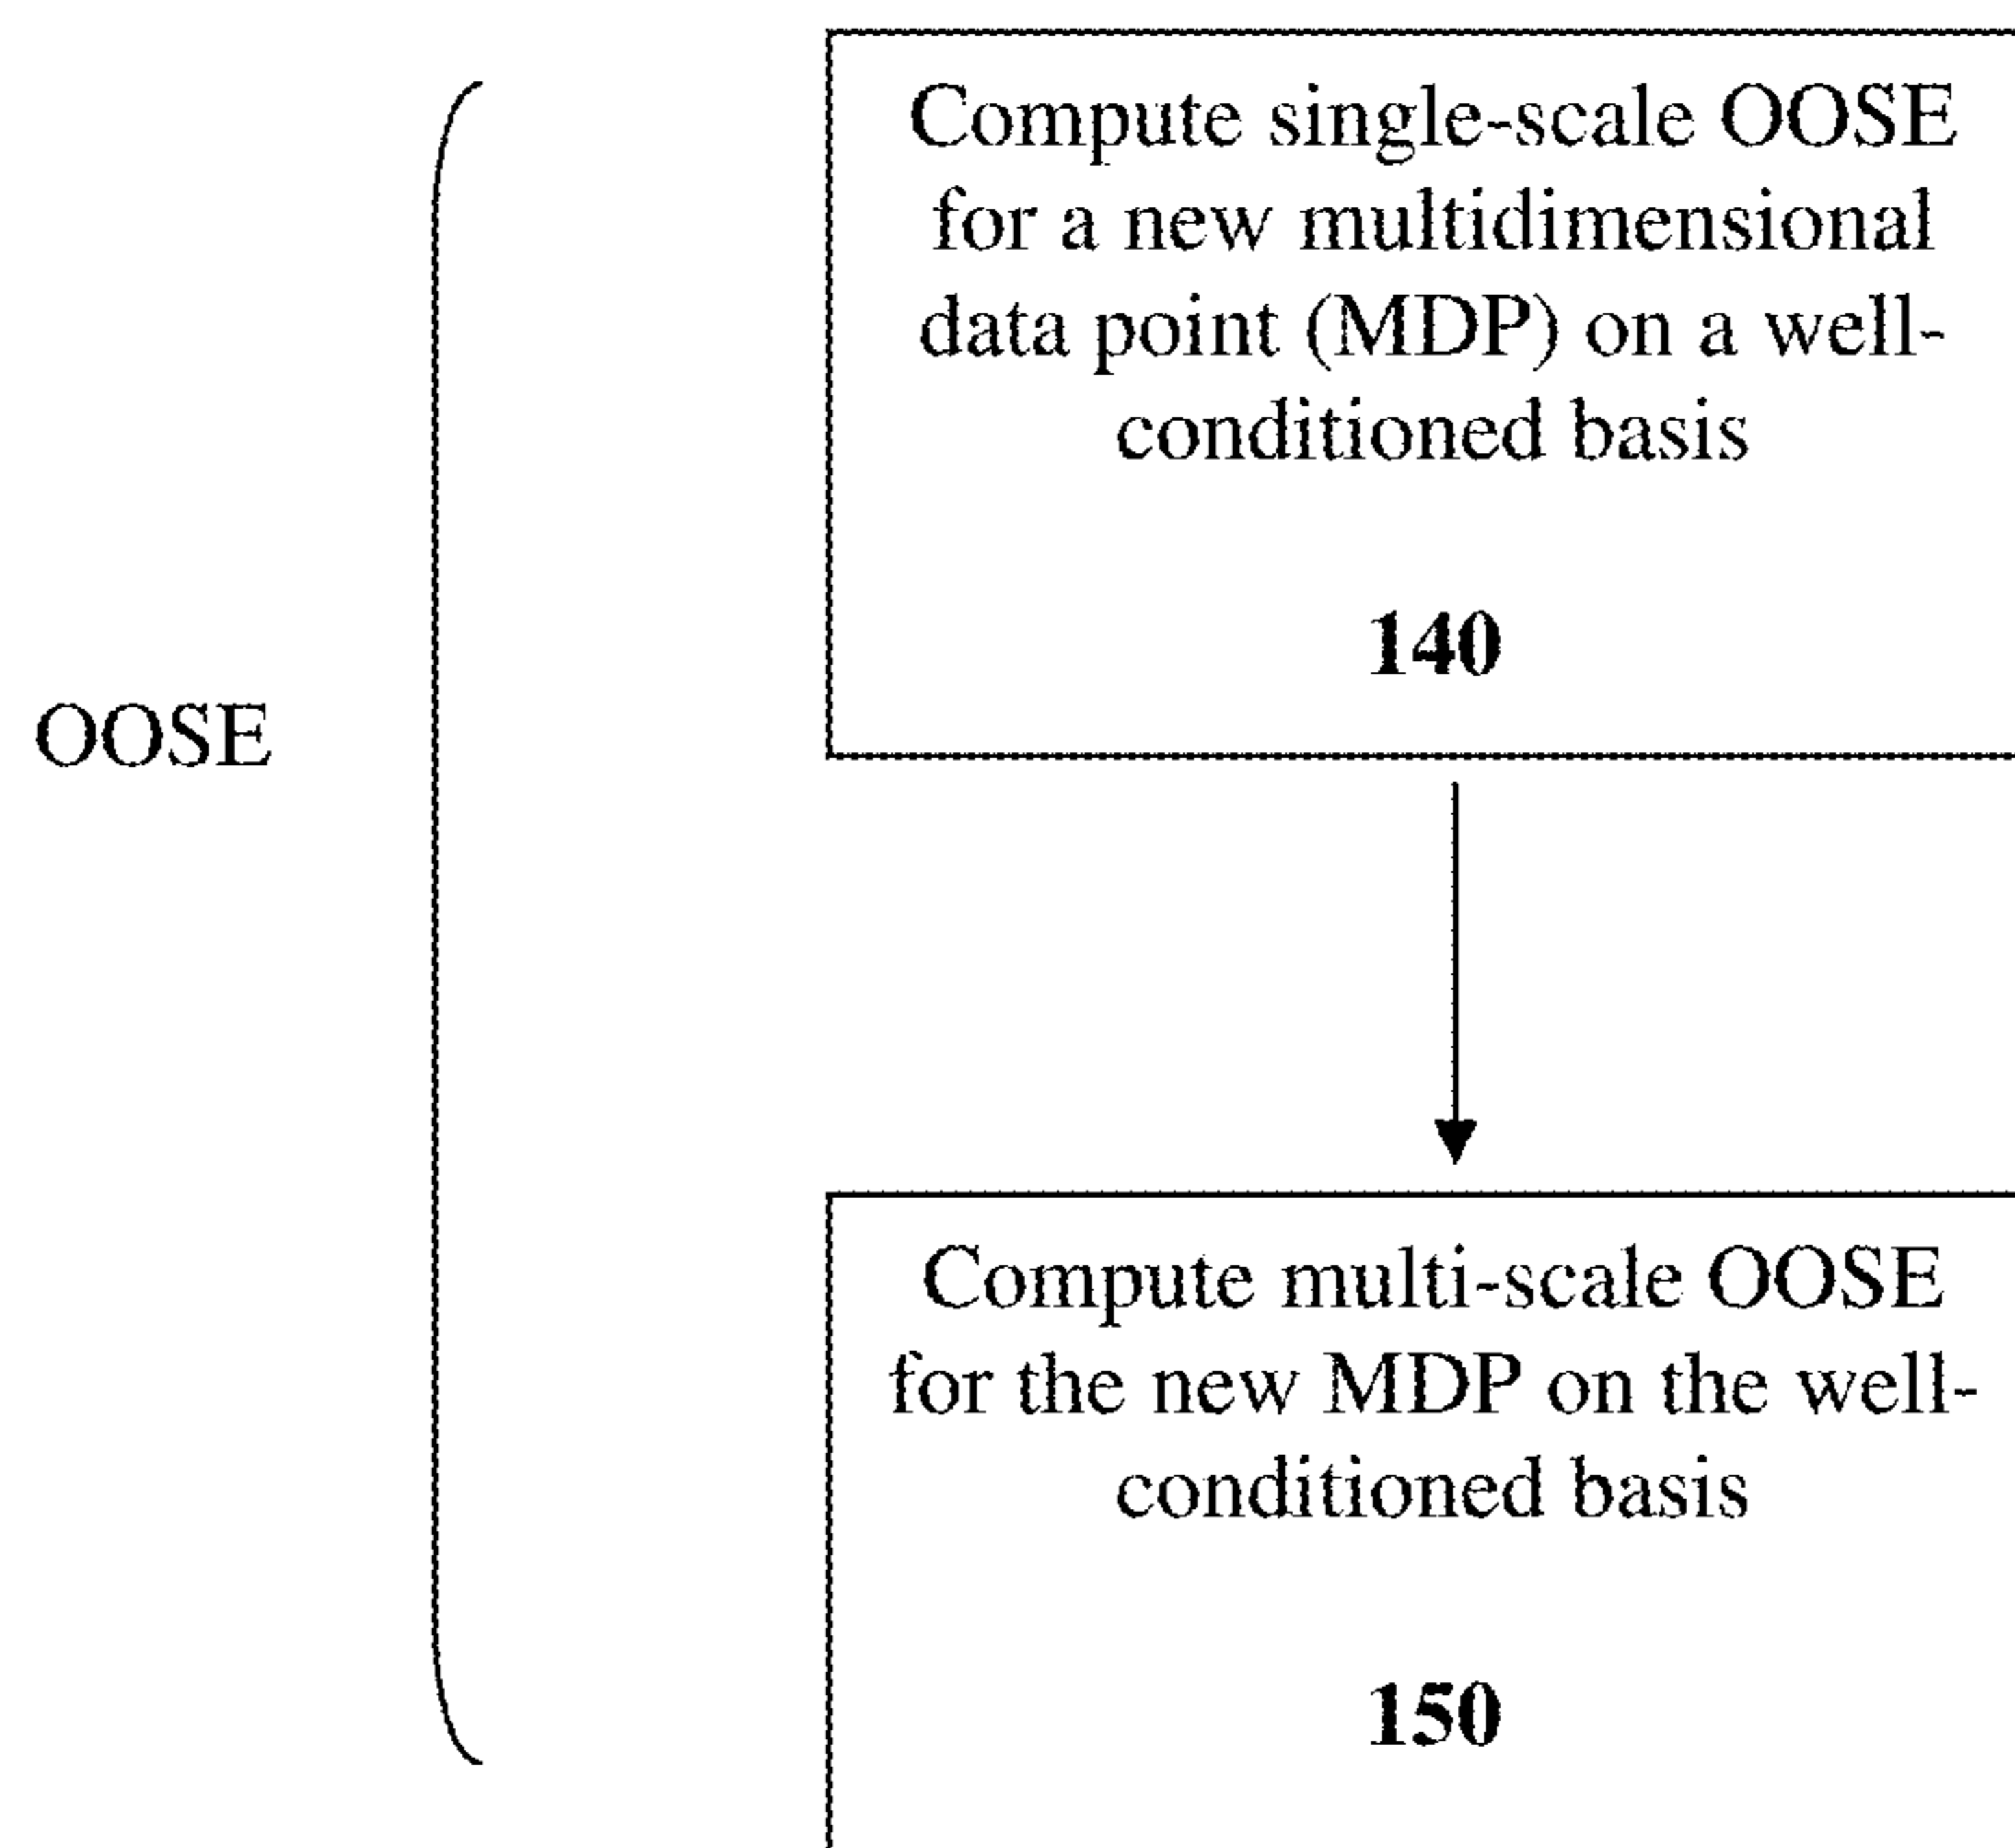 Compute single-scale OOSE
for a new multidimensional
data point (MDP) on a well-
conditioned basis
140
OOSE
Compute multi-scale OOSE
for the new MDP on the well-
conditioned basis
150